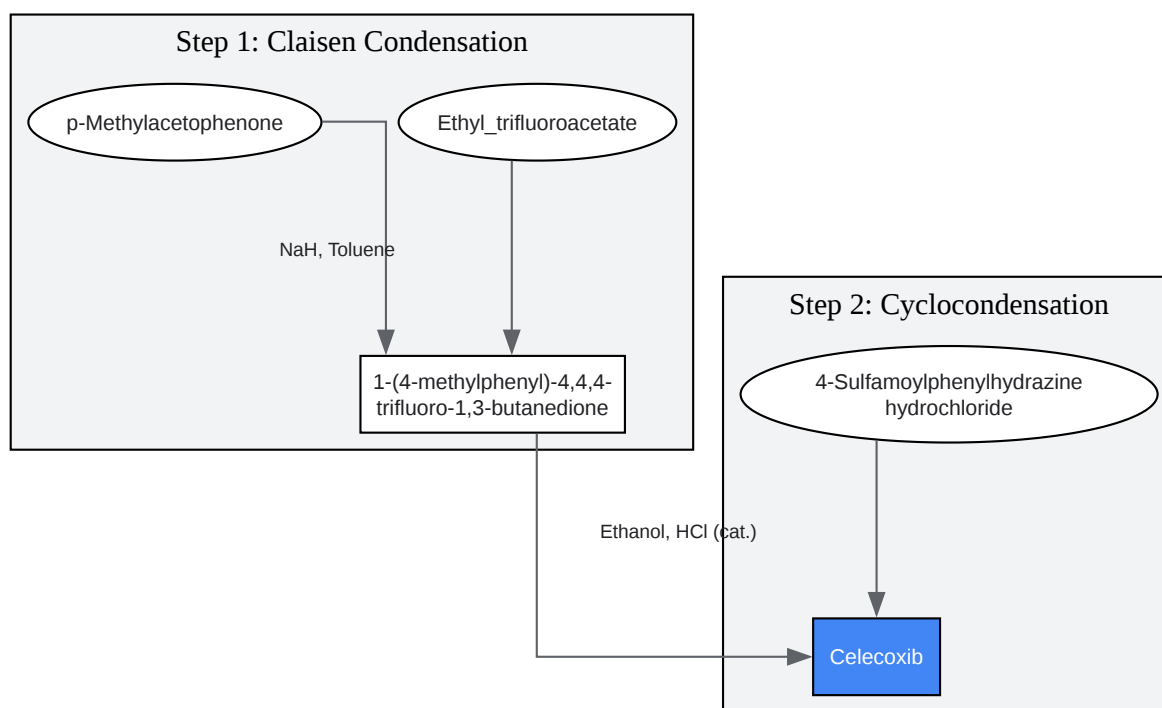 Step 1: Claisen Condensation
p-Methylacetophenone
Ethyl_trifluoroacetate
NaH, Toluene
1-(4-methylphenyl)-4,4,4-
trifluoro-1,3-butanedione
Step 2: Cyclocondensation
4-Sulfamoylphenylhydrazine
hydrochloride
Ethanol, HCl (cat.)
Celecoxib